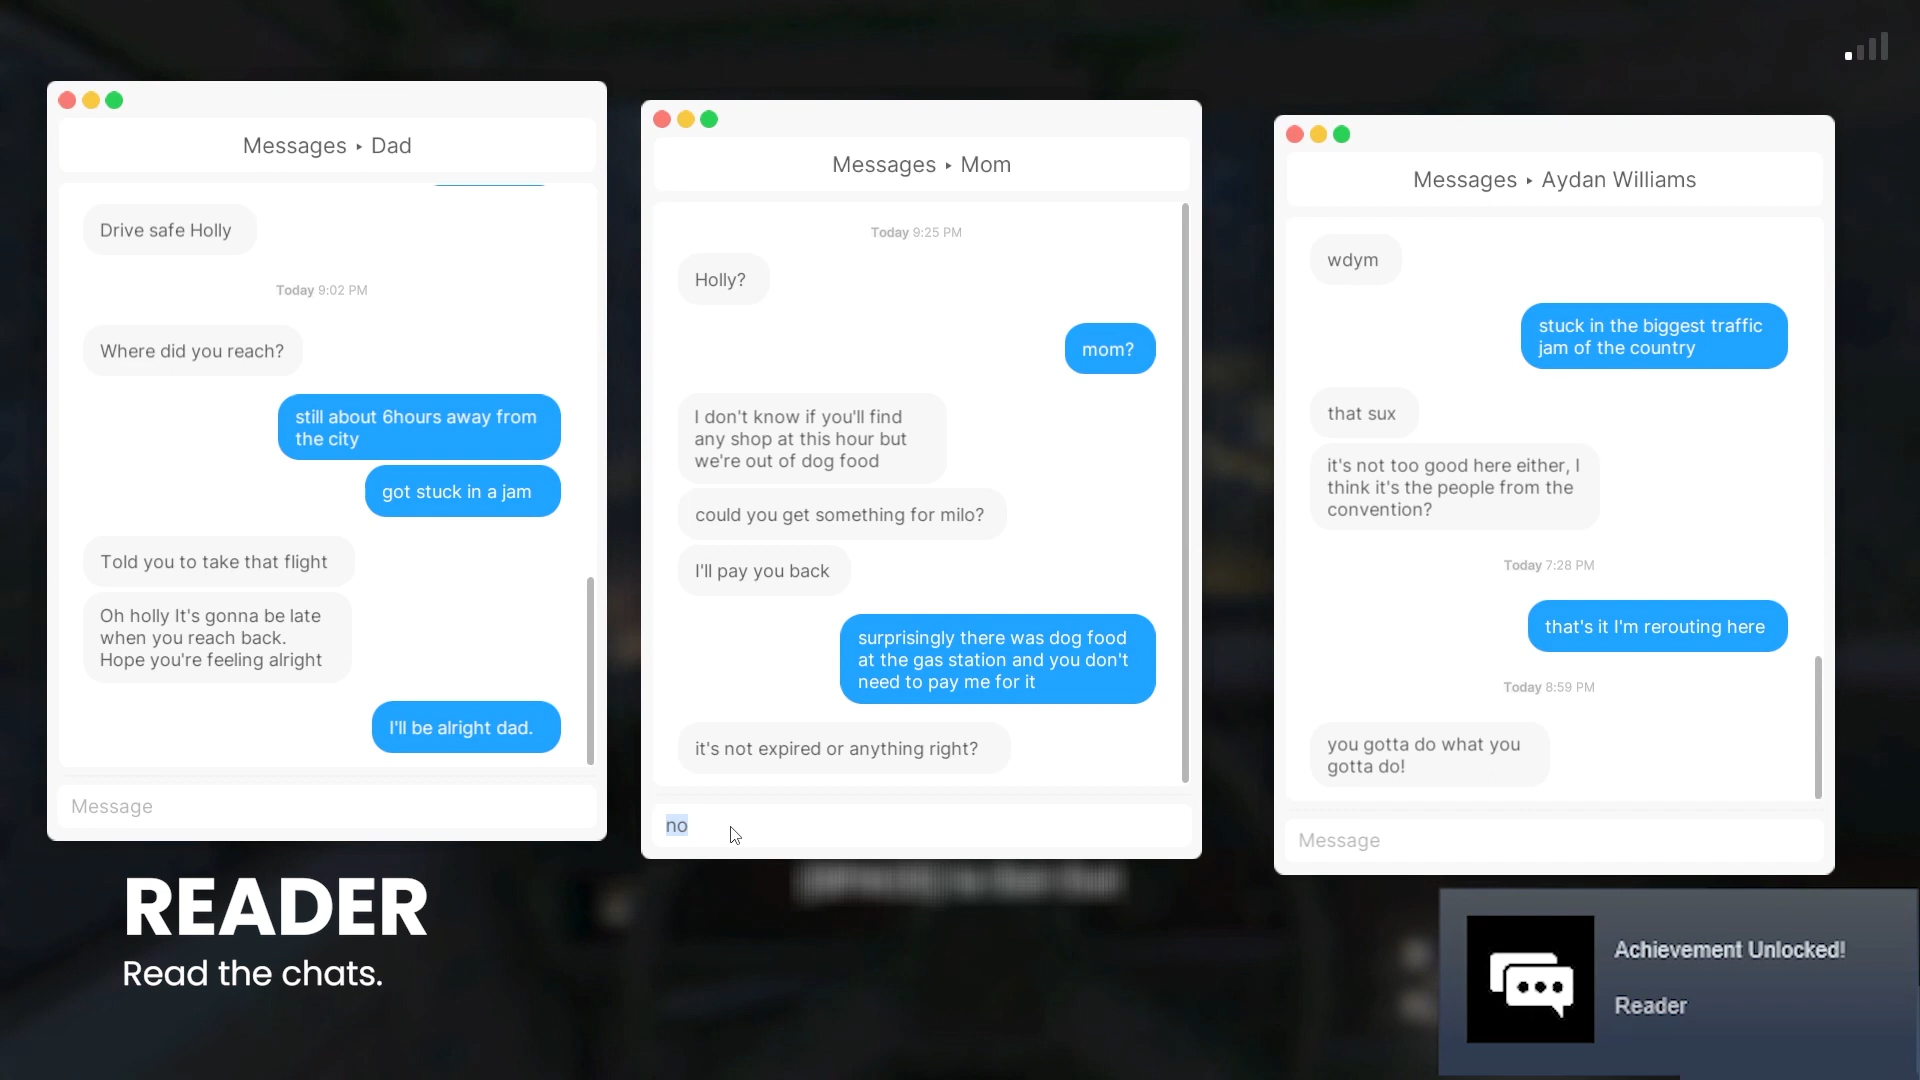 Messages ▸ Dad
Drive safe Holly
Today 9:02 PM
Where did you reach?
still about 6hours away from
the city
got stuck in a jam
Told you to take that flight
Oh holly It's gonna be late
when you reach back.
Hope you're feeling alright
I'll be alright dad.
Message
Messages ▸ Mom
Today 9:25 PM
Holly?
mom?
I don't know if you'll find
any shop at this hour but
we're out of dog food
could you get something for milo?
I'll pay you back
surprisingly there was dog food
at the gas station and you don't
need to pay me for it
it's not expired or anything right?
no
Messages ▸ Aydan Williams
wdym
stuck in the biggest traffic
jam of the country
that sux
it's not too good here either, I
think it's the people from the
convention?
Today 7:28 PM
that's it I'm rerouting here
Today 8:59 PM
you gotta do what you
gotta do!
Message
READER
Read the chats.
Achievement Unlocked!
Reader